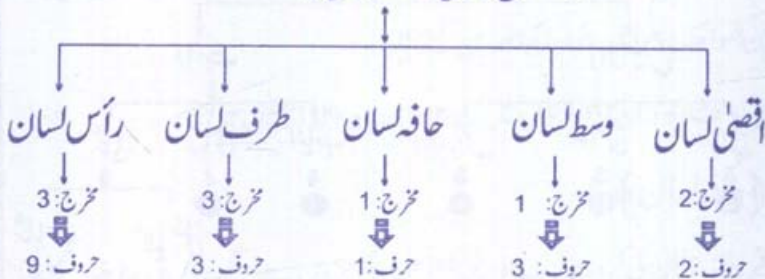 اقصٰی لسان وسط لسان حافہ لسان طرف لسان رأس لسان
مخرج:2 مخرج: 1 مخرج:1 مخرج:3 مخرج:3
حروف:2 حروف: 3 حرف:1 حروف:3 حروف:9